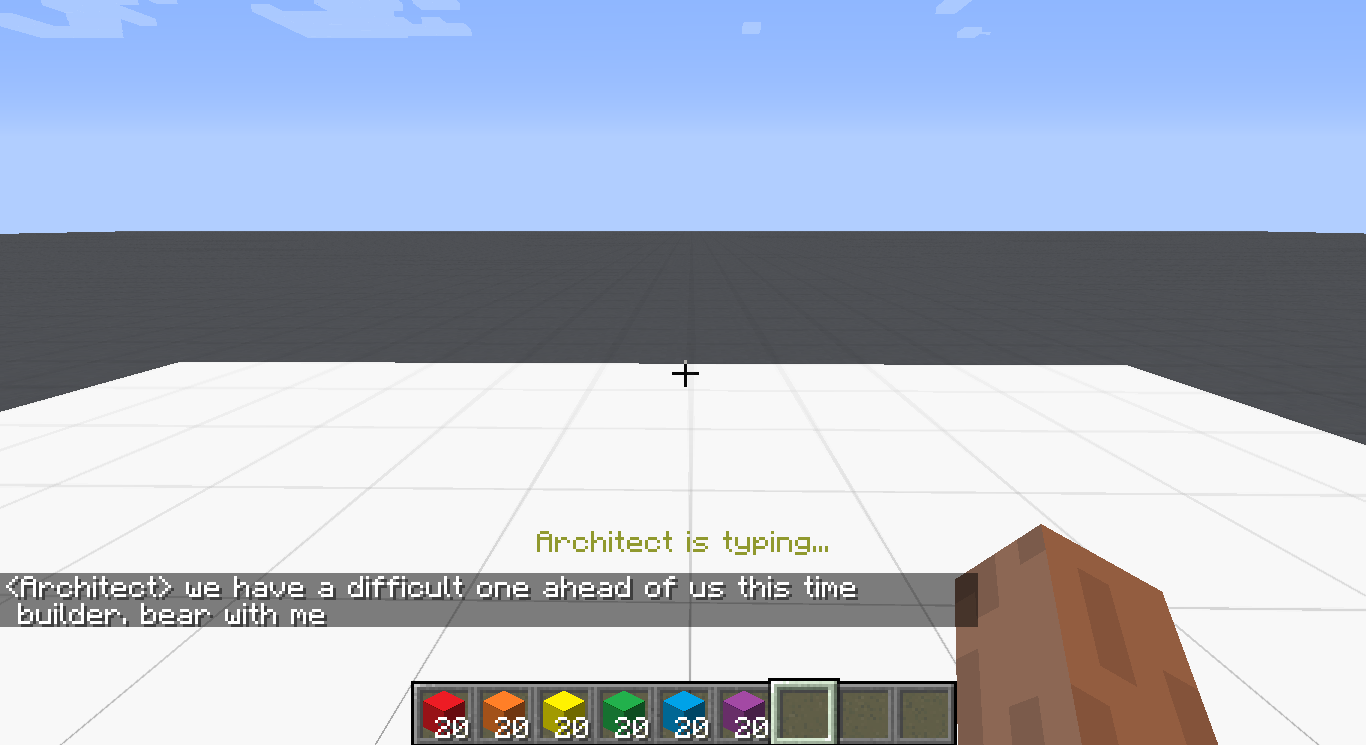 Architect is typing...
<Architect> we have a difficult one ahead of us this time
builder. bear with me
20 20 20 20 20 20